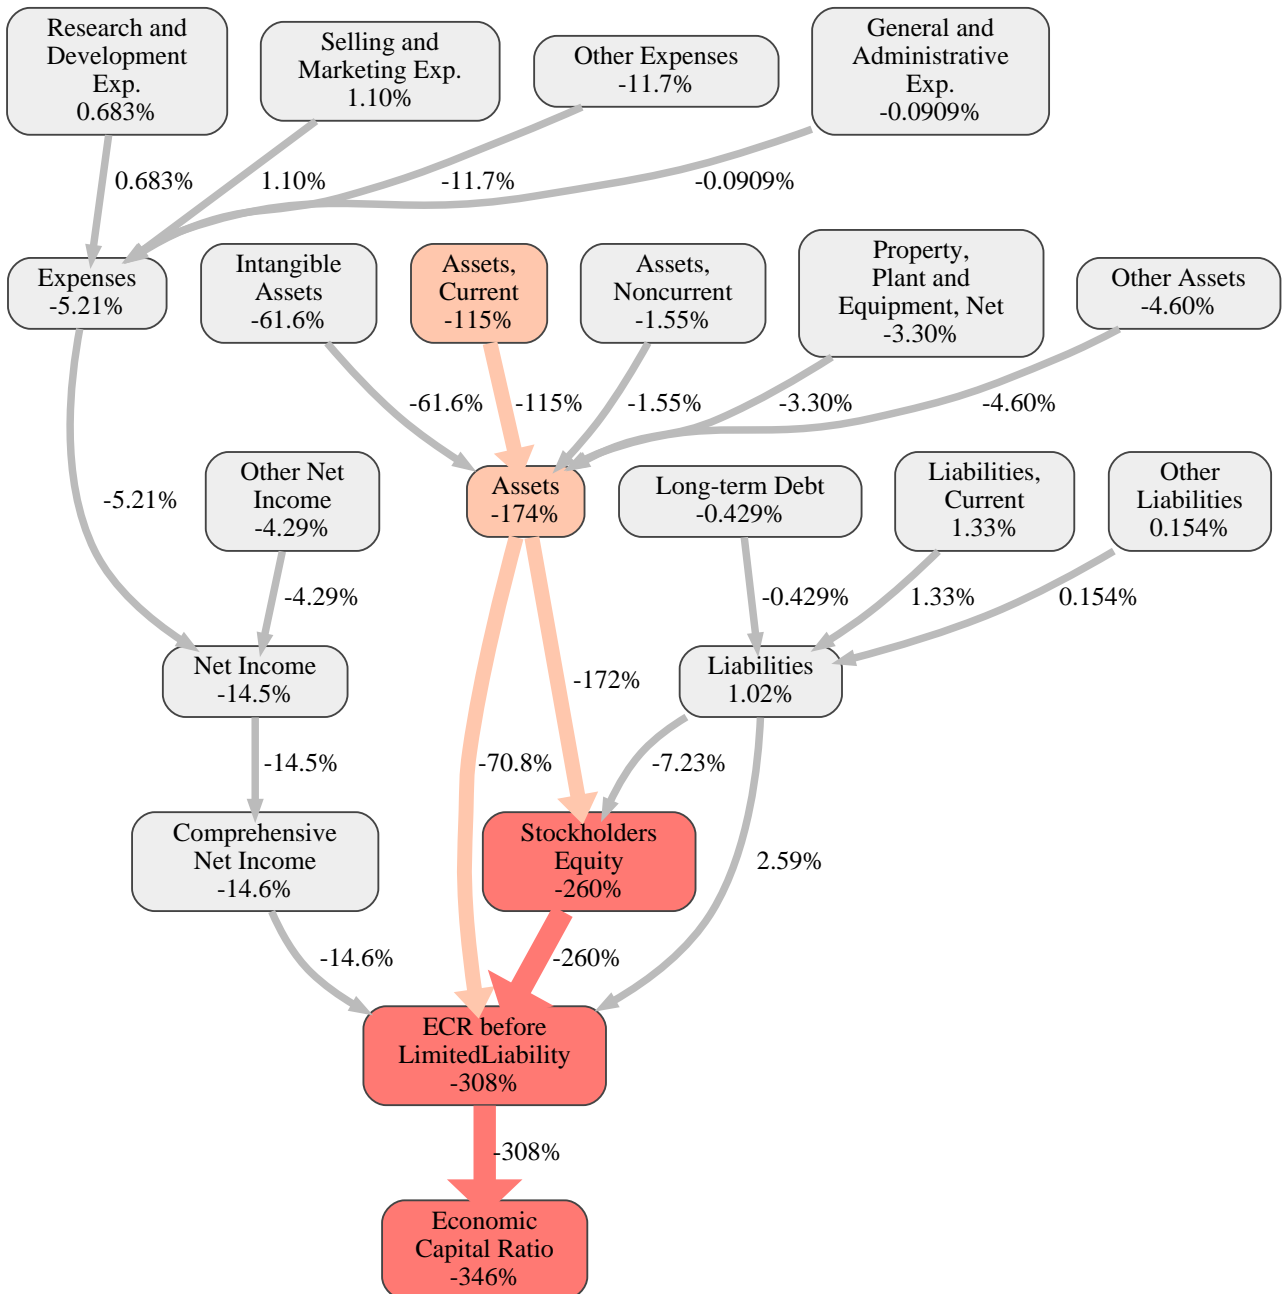 Research and
Development
Exp.
0.683%
Selling and
Marketing Exp.
1.10%
Other Expenses
-11.7%
General and
Administrative
Exp.
-0.0909%
0.683%
1.10%
-11.7%
-0.0909%
Expenses
-5.21%
Intangible
Assets
-61.6%
Assets,
Current
-115%
Assets,
Noncurrent
-1.55%
Property,
Plant and
Equipment, Net
-3.30%
Other Assets
-4.60%
-61.6%
-115%
-1.55%
-3.30%
-4.60%
-5.21%
Other Net
Income
-4.29%
Assets
-174%
Long-term Debt
-0.429%
Liabilities,
Current
1.33%
Other
Liabilities
0.154%
-4.29%
-0.429%
1.33%
0.154%
Net Income
-14.5%
-172%
Liabilities
1.02%
-14.5%
-70.8%
-7.23%
Comprehensive
Net Income
-14.6%
Stockholders
Equity
-260%
2.59%
-14.6%
-260%
ECR before
LimitedLiability
-308%
-308%
Economic
Capital Ratio
-346%